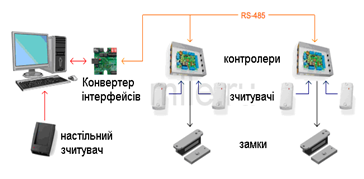 RS-485
контролери
Конвертер
інтерфейсів
зчитувачі
настільний
зчитувач
замки